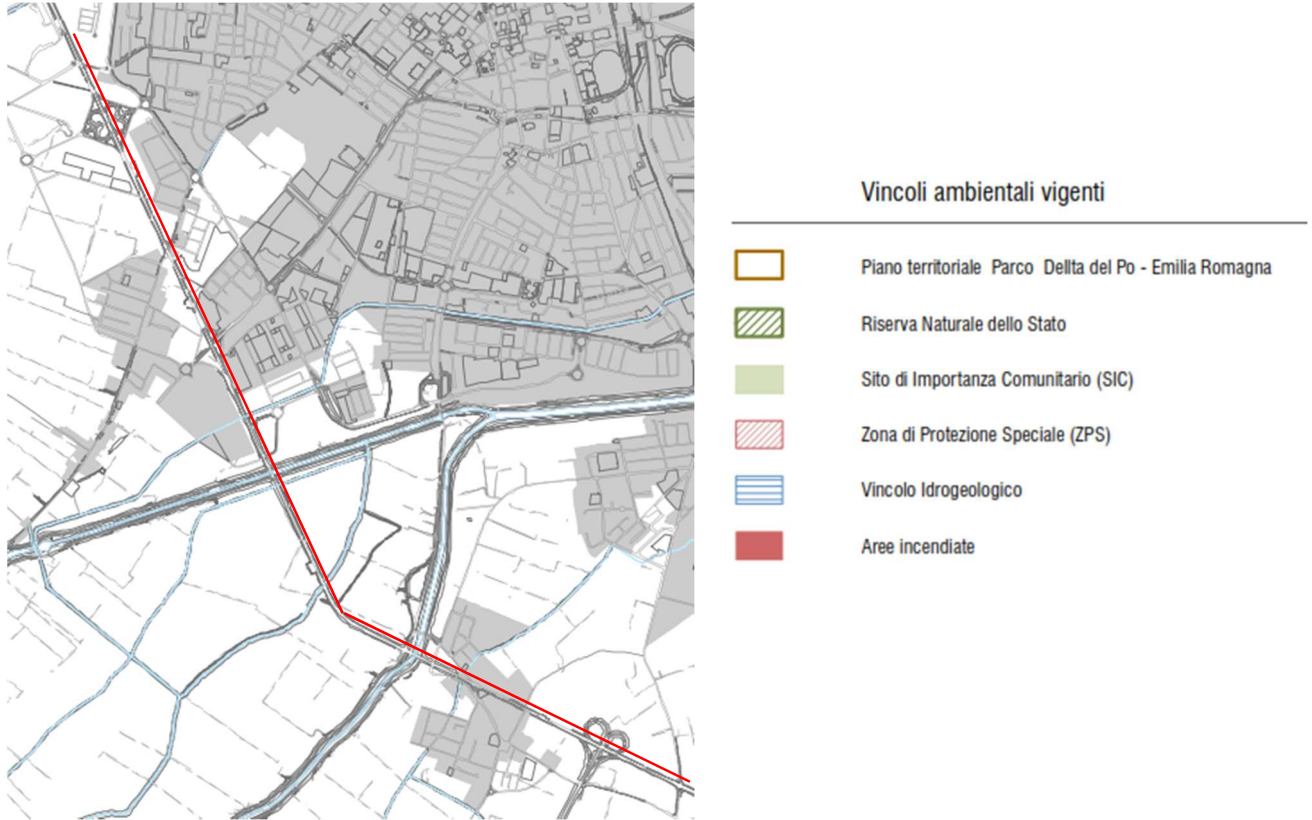 Vincoli ambientali vigenti
Piano territoriale Parco Dellta del Po - Emilia Romagna
Riserva Naturale dello Stato
Sito di Importanza Comunitario (SIC)
Zona di Protezione Speciale (ZPS)
Vincolo Idrogeologico
Aree incendiate